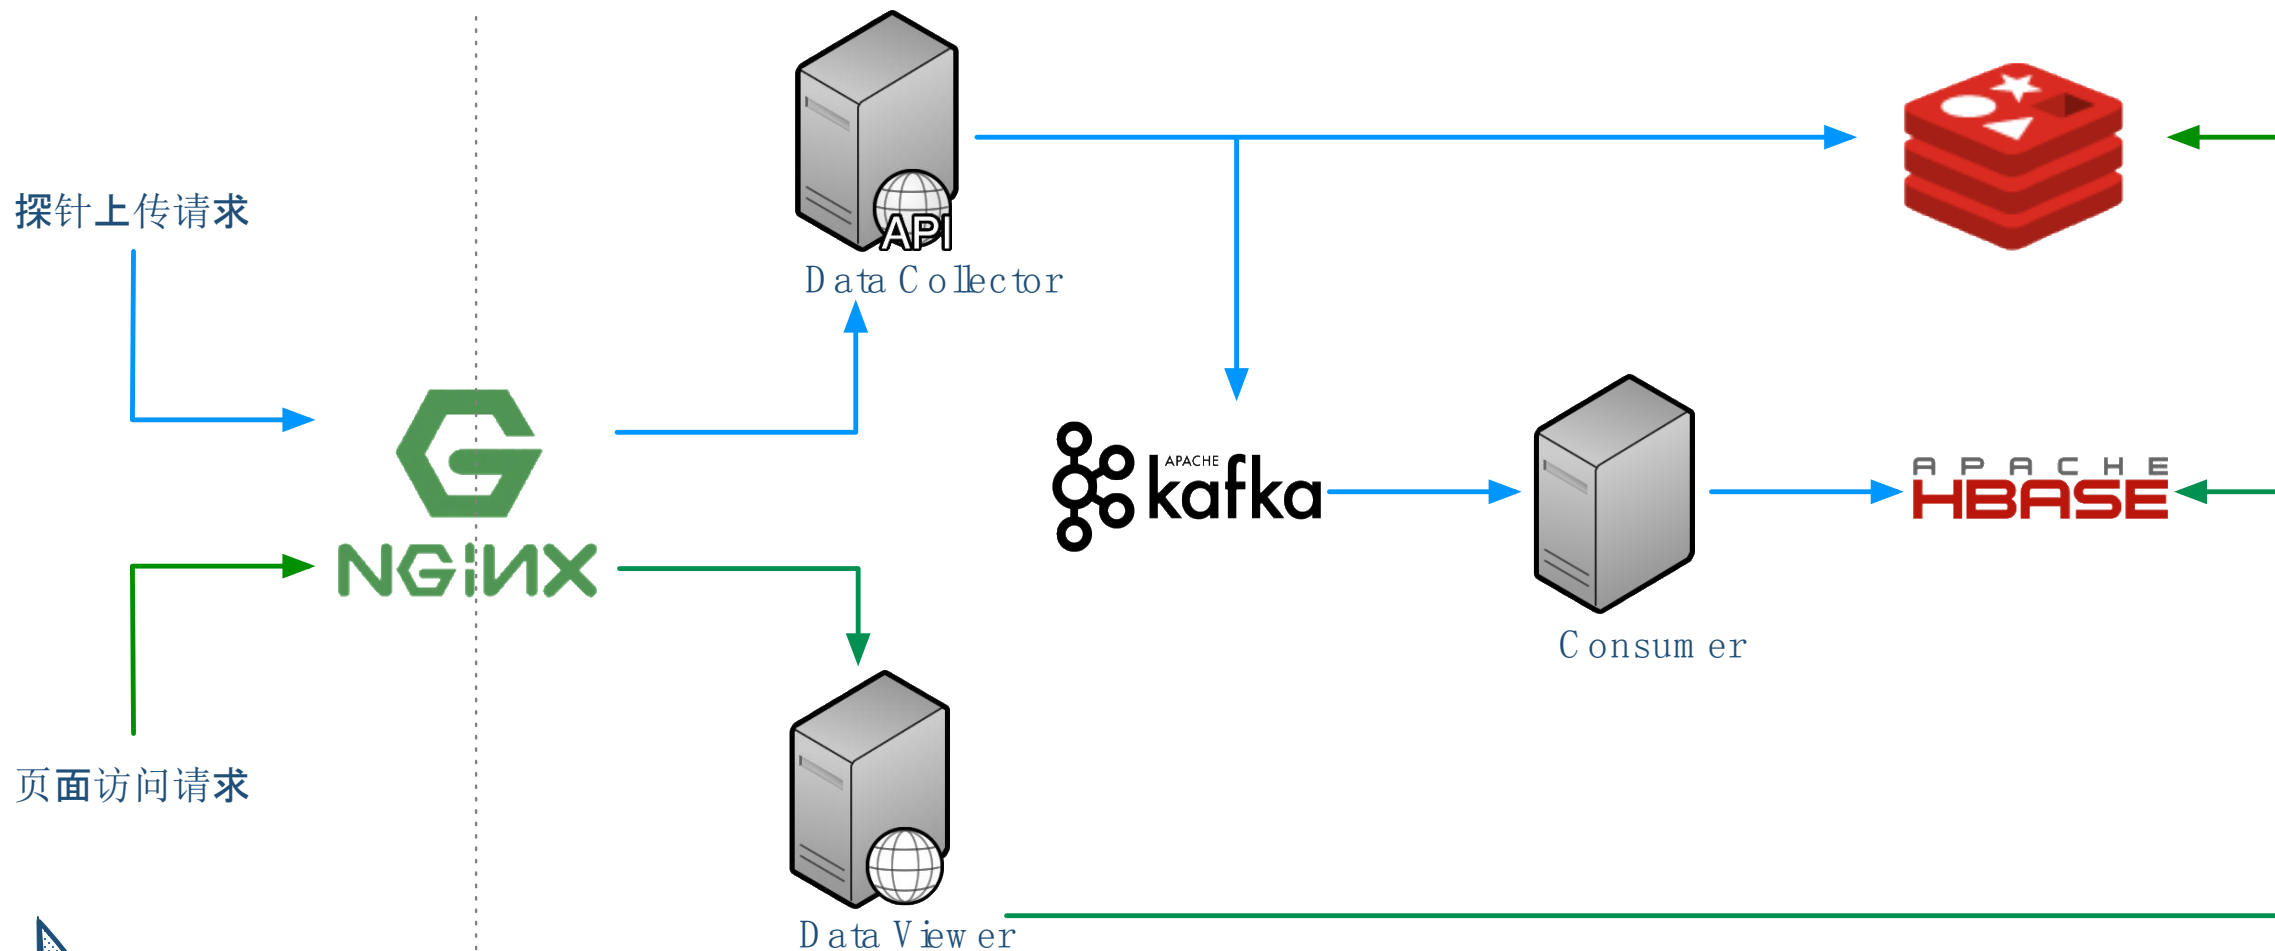 探针上传请求
API
Data Collector
NGINX
APACHE
kafka
APACHE
HBASE
Consumer
页面访问请求
Data Viewer